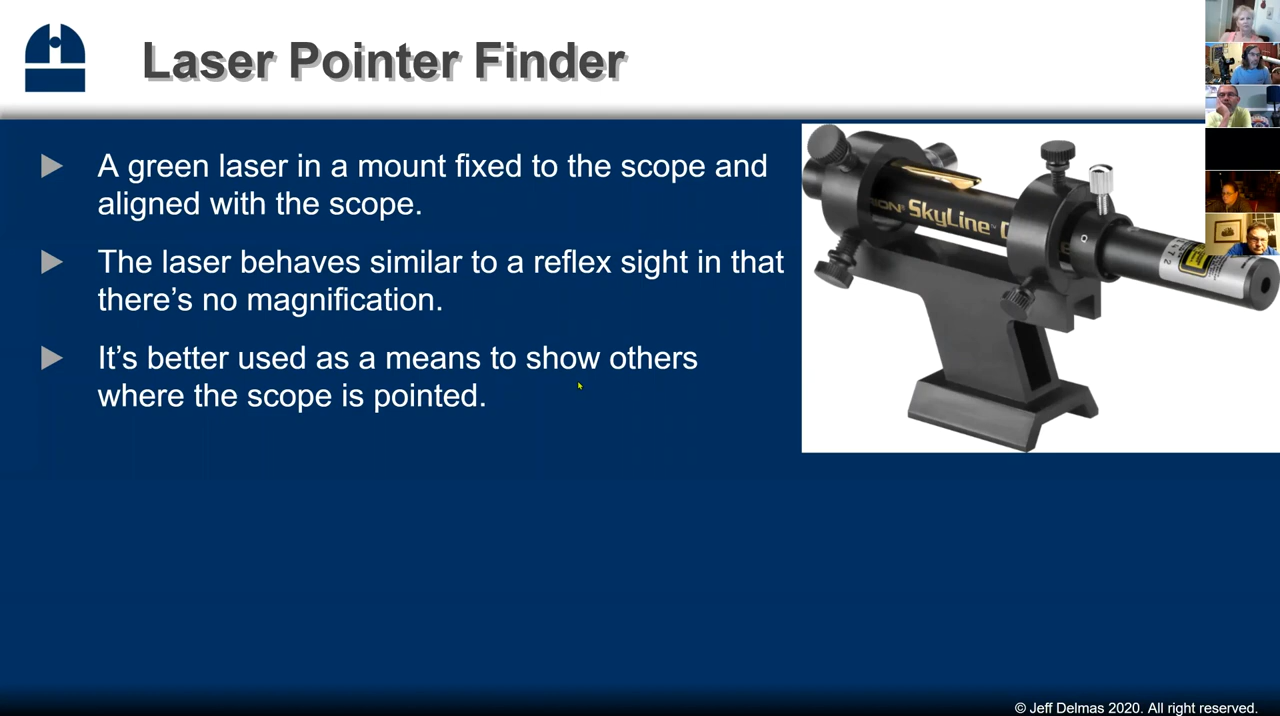 Laser Pointer Finder
A green laser in a mount fixed to the scope and
aligned with the scope.
The laser behaves similar to a reflex sight in that
there’s no magnification.
It’s better used as a means to show others
where the scope is pointed.
SkyLine
© Jeff Delmas 2020. All right reserved.